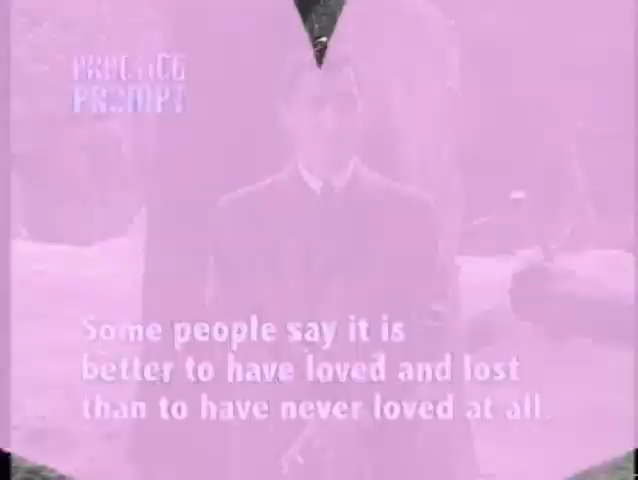 PRACTICE
PROMPT
Some people say it is
better to have loved and lost
than to have never loved at all.